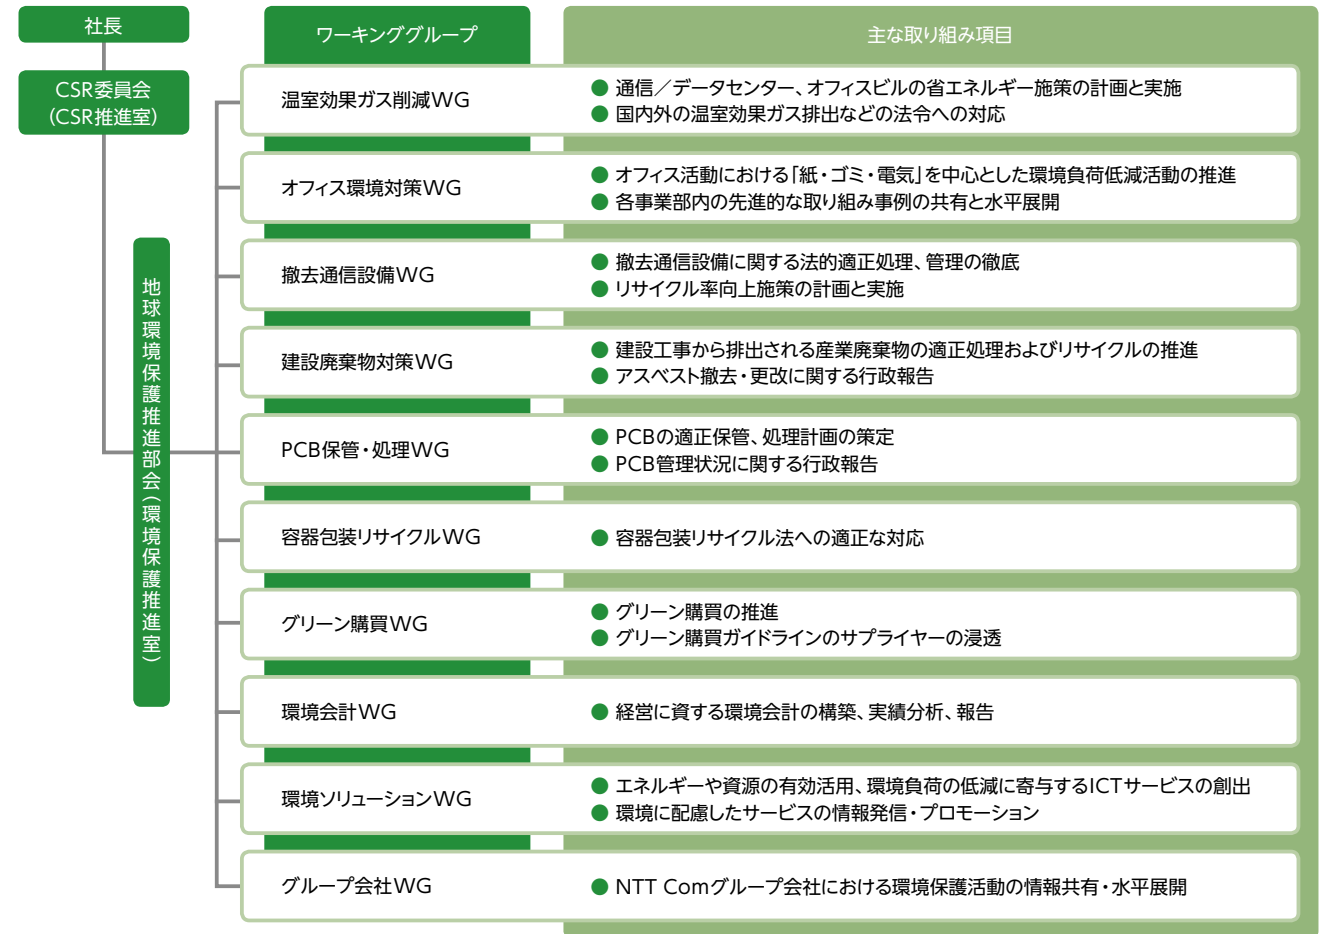 社長
CSR委員会
（CSR推進室）
地球環境保護推進部会（環境保護推進室）
ワーキンググループ
主な取り組み項目
温室効果ガス削減WG
● 通信／データセンター、オフィスビルの省エネルギー施策の計画と実施
● 国内外の温室効果ガス排出などの法令への対応
オフィス環境対策WG
● オフィス活動における「紙・ゴミ・電気」を中心とした環境負荷低減活動の推進
● 各事業部内の先進的な取り組み事例の共有と水平展開
撤去通信設備WG
● 撤去通信設備に関する法的適正処理、管理の徹底
● リサイクル率向上施策の計画と実施
建設廃棄物対策WG
● 建設工事から排出される産業廃棄物の適正処理およびリサイクルの推進
● アスベスト撤去・更改に関する行政報告
PCB保管・処理WG
● PCBの適正保管、処理計画の策定
● PCB管理状況に関する行政報告
容器包装リサイクルWG
● 容器包装リサイクル法への適正な対応
グリーン購買WG
● グリーン購買の推進
● グリーン購買ガイドラインのサプライヤーの浸透
環境会計WG
● 経営に資する環境会計の構築、実績分析、報告
環境ソリューションWG
● エネルギーや資源の有効活用、環境負荷の低減に寄与するICTサービスの創出
● 環境に配慮したサービスの情報発信・プロモーション
グループ会社WG
● NTT Comグループ会社における環境保護活動の情報共有・水平展開